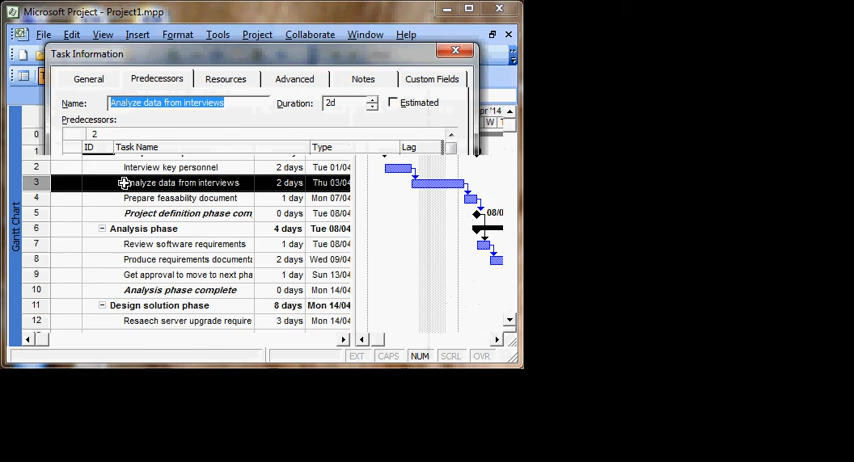 Microsoft Project - Project1.mpp
File Edit View Insert Format Tools Project Collaborate Window Help
Task Information
General Predecessors Resources Advanced Notes Custom Fields
Name: Analyze data from interviews Duration: 2d Estimated
Predecessors:
2
ID Task Name Type Lag
pr '14
W T
0
1
2 Interview key personnel 2 days Tue 01/04
3 Analyze data from interviews 2 days Thu 03/04
4 Prepare feasability document 1 day Mon 07/04
5 Project definition phase com 0 days Tue 08/04 08/0
6 Analysis phase 4 days Tue 08/04
7 Review software requirements 1 day Tue 08/04
8 Produce requirements documenta 2 days Wed 09/04
9 Get approval to move to next pha 1 day Sun 13/04
10 Analysis phase complete 0 days Mon 14/04
11 Design solution phase 8 days Mon 14/04
12 Resaech server upgrade require 3 days Mon 14/04
Gantt Chart
EXT CAPS NUM SCRL OVR